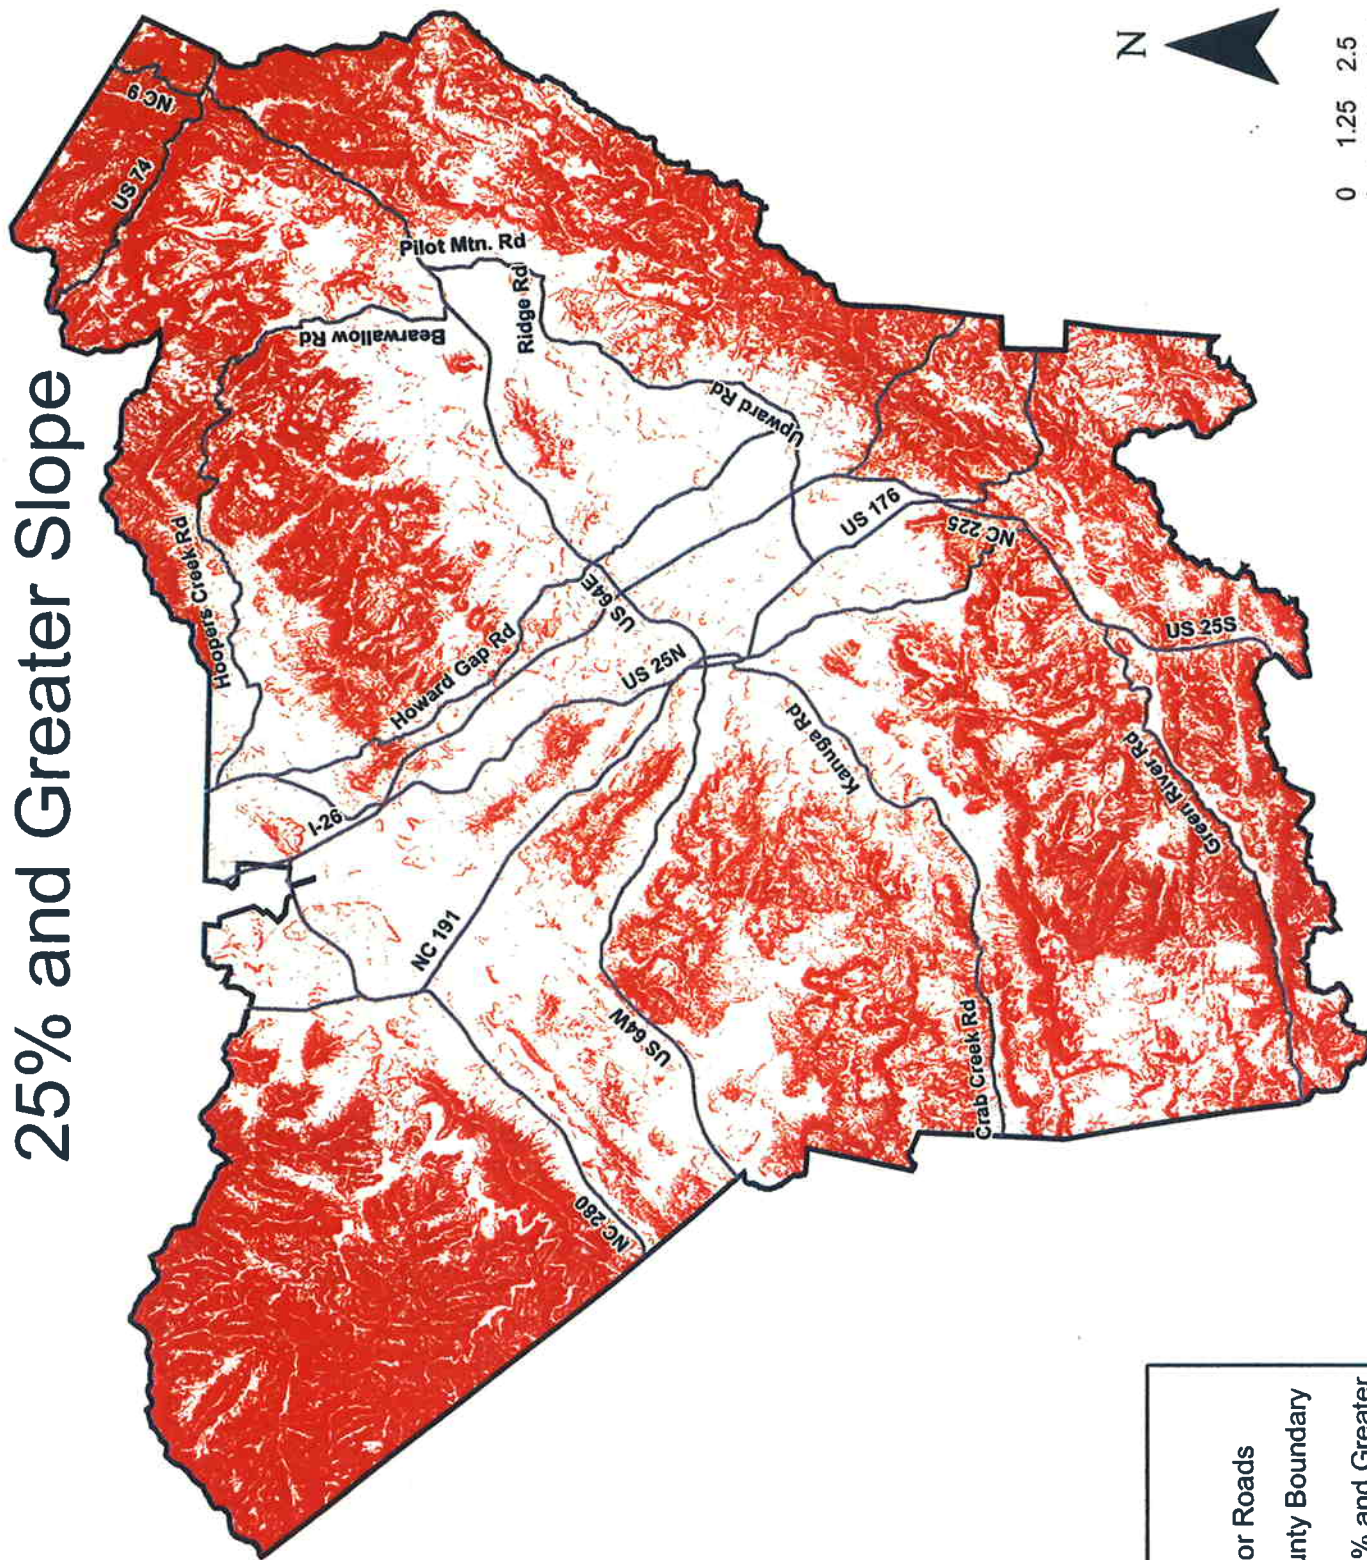 25% and Greater Slope
NC 9
US 74
Pilot Mtn. Rd
Bearwallow Rd
Ridge Rd
Hoopers Creek Rd
Upward Rd
Howard Gap Rd
US 64E
US 176
NC 225
US 25N
I-26
US 25S
Kanuga Rd
NC 191
Green River Rd
US 64W
Crab Creek Rd
NC 280
N
0 1.25 2.5
or Roads
unty Boundary
% and Greater